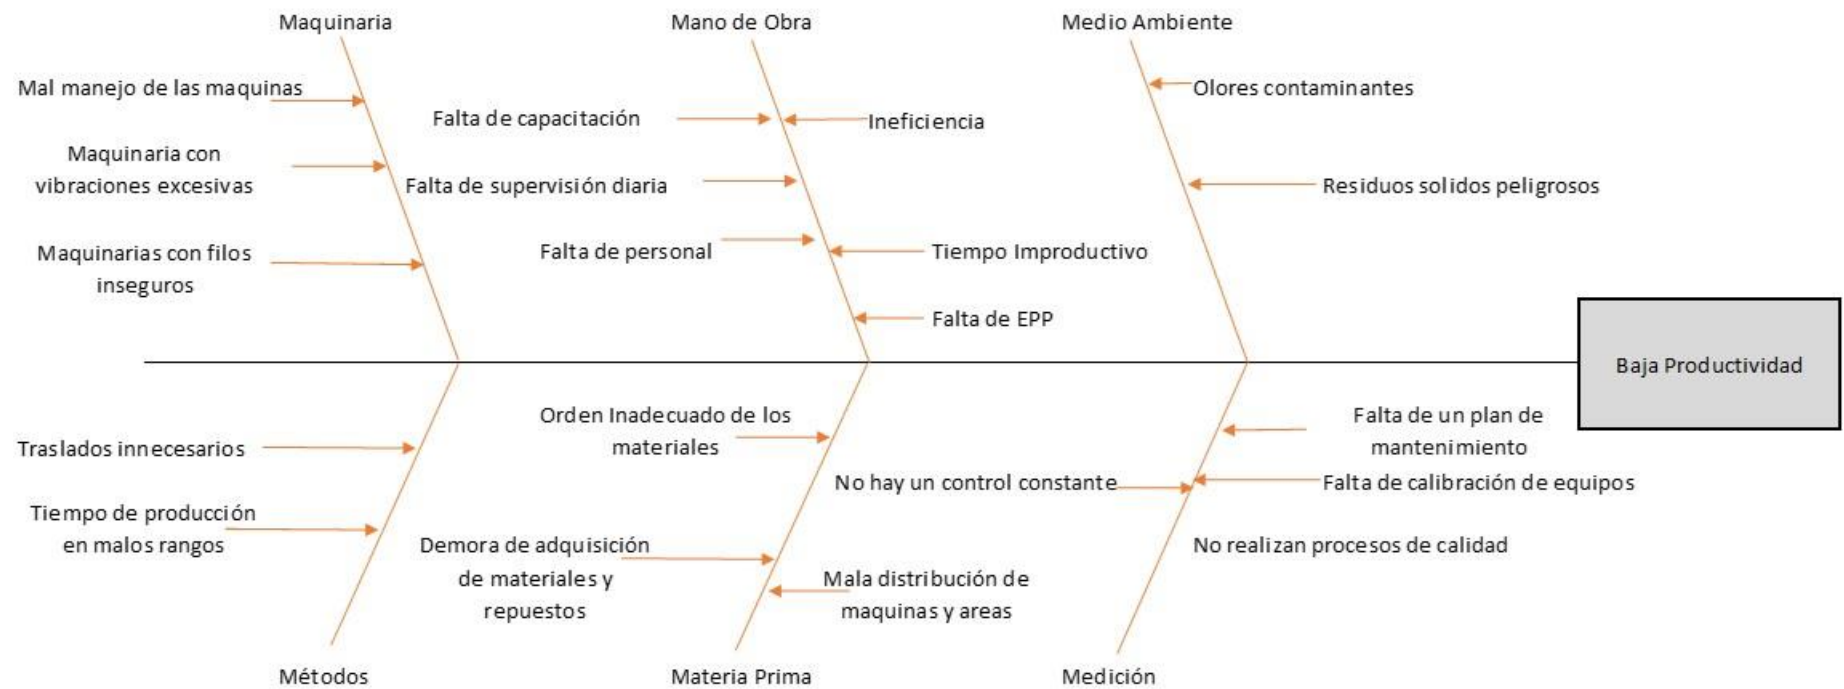 Maquinaria
Mano de Obra
Medio Ambiente
Mal manejo de las maquinas
Maquinaria con
vibraciones excesivas
Maquinarias con filos
inseguros
Falta de capacitación
Falta de supervisión diaria
Falta de personal
Ineficiencia
Tiempo Improductivo
Falta de EPP
Olores contaminantes
Residuos solidos peligrosos
Baja Productividad
Traslados innecesarios
Tiempo de producción
en malos rangos
Orden Inadecuado de los
materiales
Demora de adquisición
de materiales y
repuestos
Mala distribución de
maquinas y areas
No hay un control constante
Falta de un plan de
mantenimiento
Falta de calibración de equipos
No realizan procesos de calidad
Métodos
Materia Prima
Medición